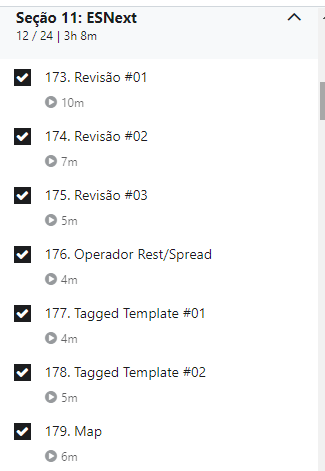 Seção 11: ESNext
12 / 24 | 3h 8m
173. Revisão #01
10m
174. Revisão #02
7m
175. Revisão #03
5m
176. Operador Rest/Spread
4m
177. Tagged Template #01
4m
178. Tagged Template #02
5m
179. Map
6m